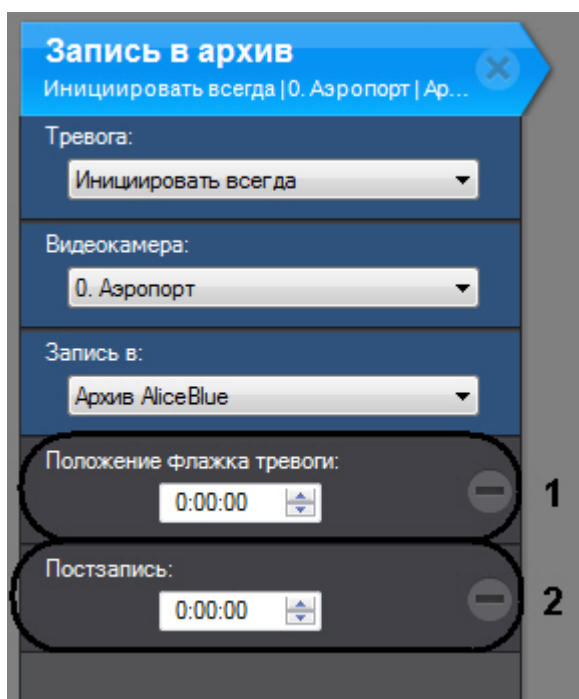 Запись в архив
Инициировать всегда | 0. Аэропорт | Ар...
Тревога:
Инициировать всегда
Видеокамера:
0. Аэропорт
Запись в:
Архив AliceBlue
Положение флажка тревоги:
0:00:00
1
Постзапись:
0:00:00
2